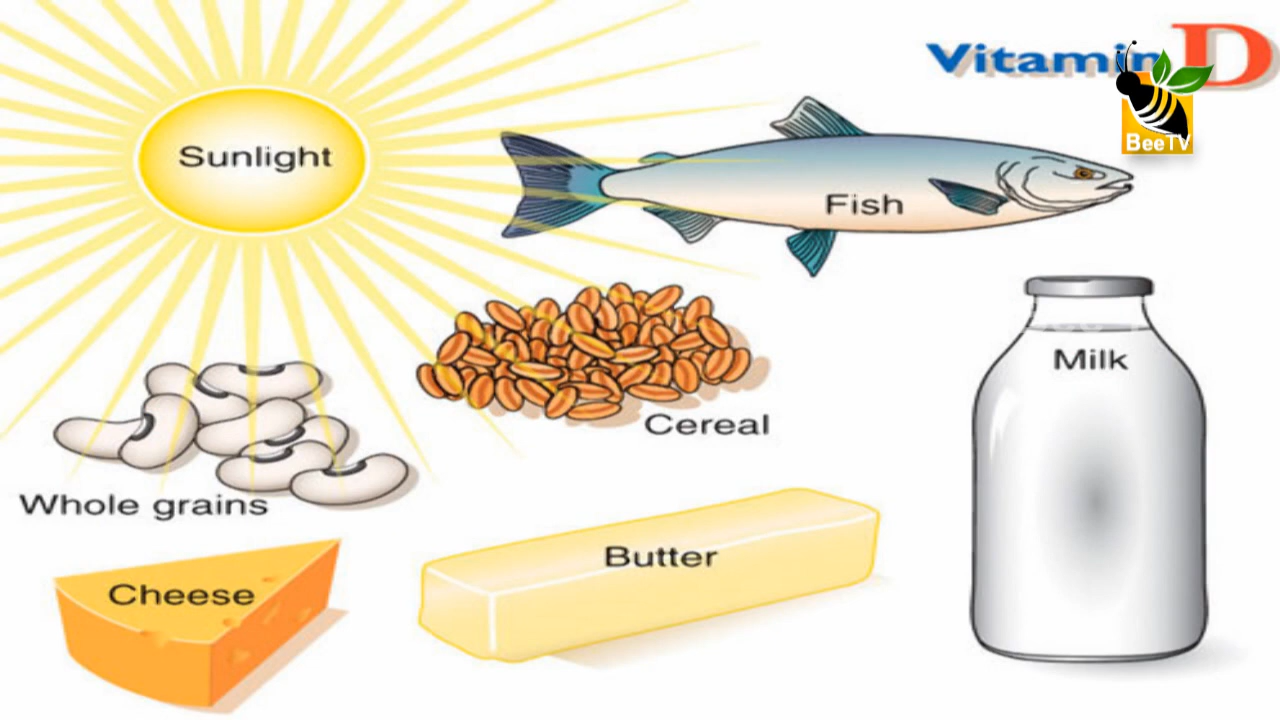 Vitamin D
BeeTV
Sunlight
Fish
Milk
Cereal
Whole grains
Butter
Cheese